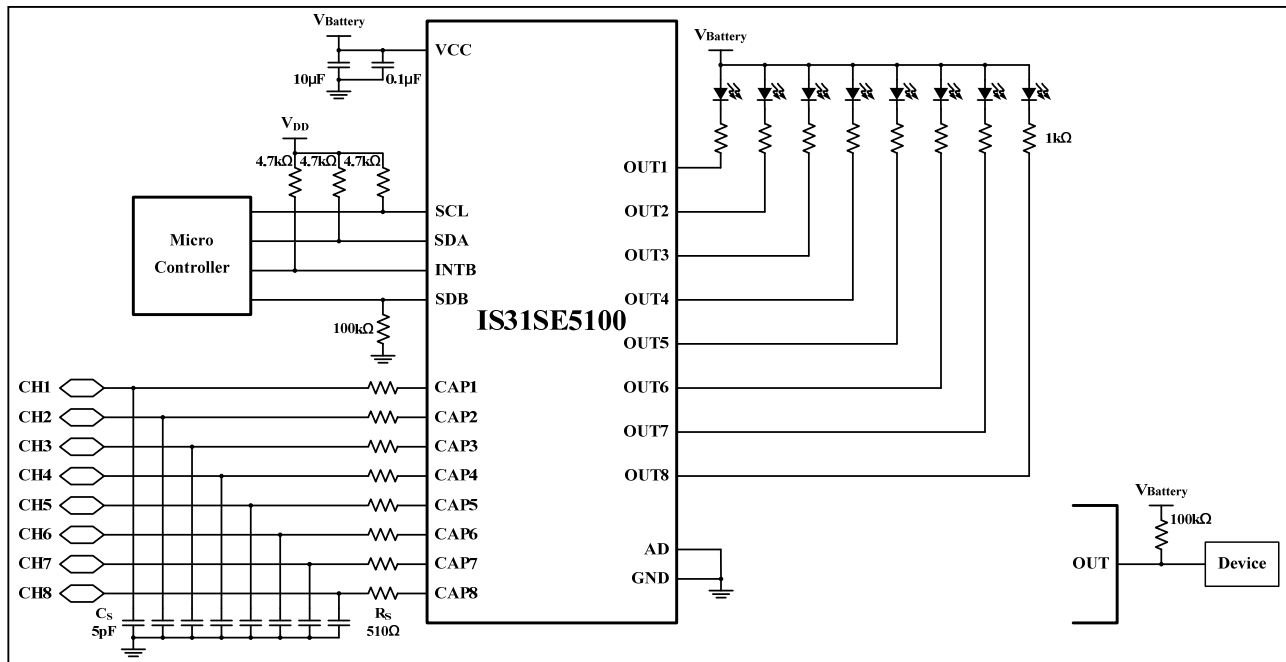 VBattery
VCC
10μF
0.1μF
VDD
4.7kΩ 4.7kΩ 4.7kΩ
Micro
Controller
SCL
SDA
INTB
SDB
100kΩ
IS31SE5100
CH1
CAP1
CH2
CAP2
CH3
CAP3
CH4
CAP4
CH5
CAP5
CH6
CAP6
CH7
CAP7
CH8
CAP8
CS
5pF
RS
510Ω
VBattery
1kΩ
OUT1
OUT2
OUT3
OUT4
OUT5
OUT6
OUT7
OUT8
AD
GND
VBattery
100kΩ
OUT
Device